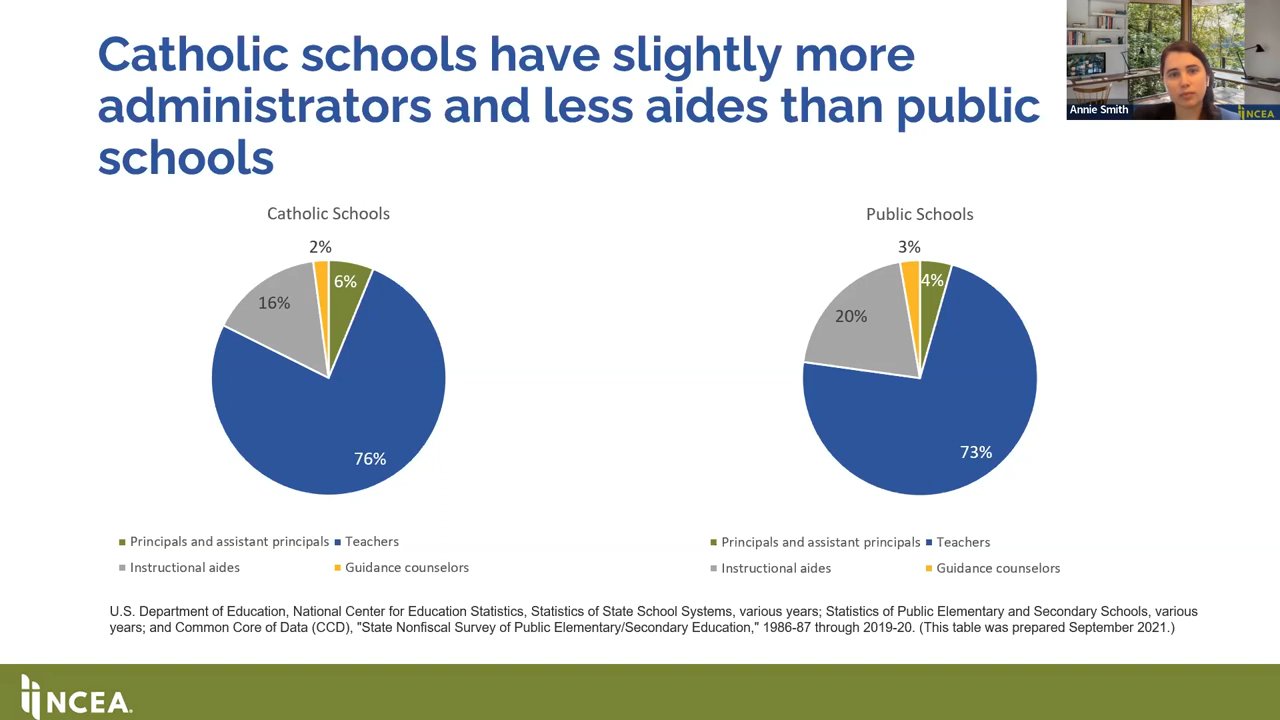 Catholic schools have slightly more
administrators and less aides than public
schools
Annie Smith
NCEA
Catholic Schools
2%
6%
16%
76%
Principals and assistant principals
Teachers
Instructional aides
Guidance counselors
Public Schools
3%
4%
20%
73%
Principals and assistant principals
Teachers
Instructional aides
Guidance counselors
U.S. Department of Education, National Center for Education Statistics, Statistics of State School Systems, various years; Statistics of Public Elementary and Secondary Schools, various
years; and Common Core of Data (CCD), "State Nonfiscal Survey of Public Elementary/Secondary Education," 1986-87 through 2019-20. (This table was prepared September 2021.)
NCEA.